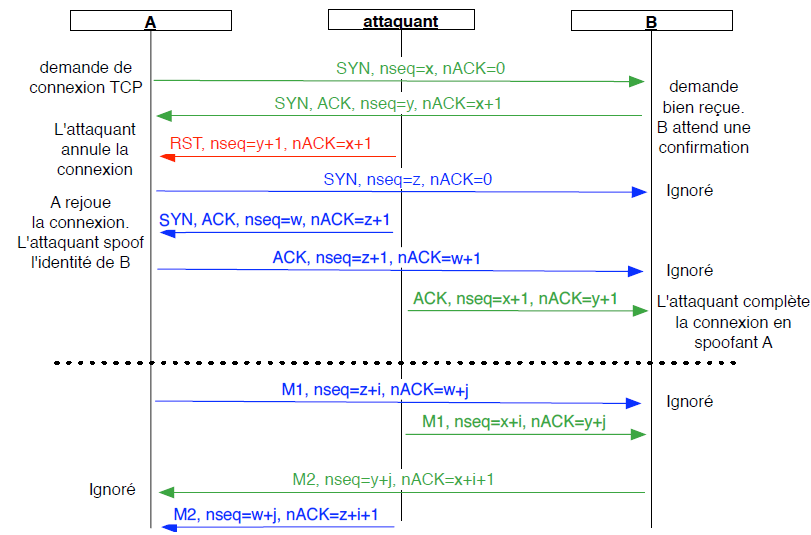 A
attaquant
B
demande de
connexion TCP
SYN, nseq=x, nACK=0
demande
bien reçue.
B attend une
confirmation
SYN, ACK, nseq=y, nACK=x+1
L'attaquant
annule la
connexion
RST, nseq=y+1, nACK=x+1
SYN, nseq=z, nACK=0
Ignoré
A rejoue
la connexion.
L'attaquant spoof
l'identité de B
SYN, ACK, nseq=w, nACK=z+1
ACK, nseq=z+1, nACK=w+1
Ignoré
ACK, nseq=x+1, nACK=y+1
L'attaquant complète
la connexion en
spoofant A
M1, nseq=z+i, nACK=w+j
Ignoré
M1, nseq=x+i, nACK=y+j
M2, nseq=y+j, nACK=x+i+1
Ignoré
M2, nseq=w+j, nACK=z+i+1